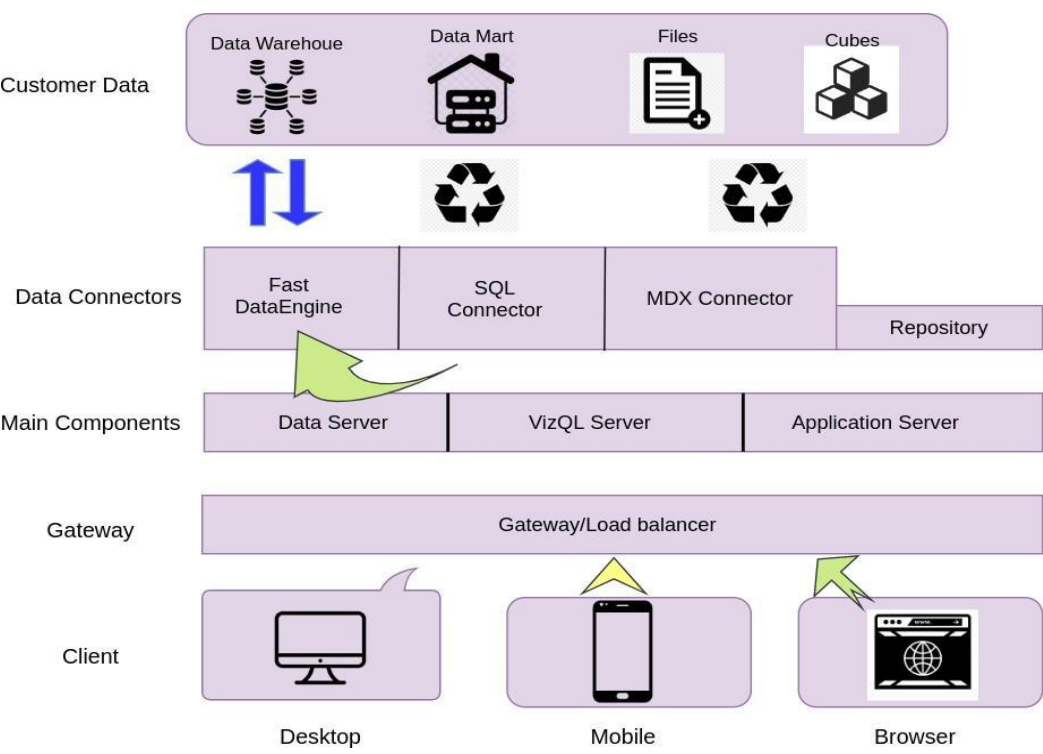 Customer Data
Data Warehoue
Data Mart
Files
Cubes
Data Connectors
Fast
DataEngine
SQL
Connector
MDX Connector
Repository
Main Components
Data Server
VizQL Server
Application Server
Gateway
Gateway/Load balancer
Client
www.
Desktop
Mobile
Browser